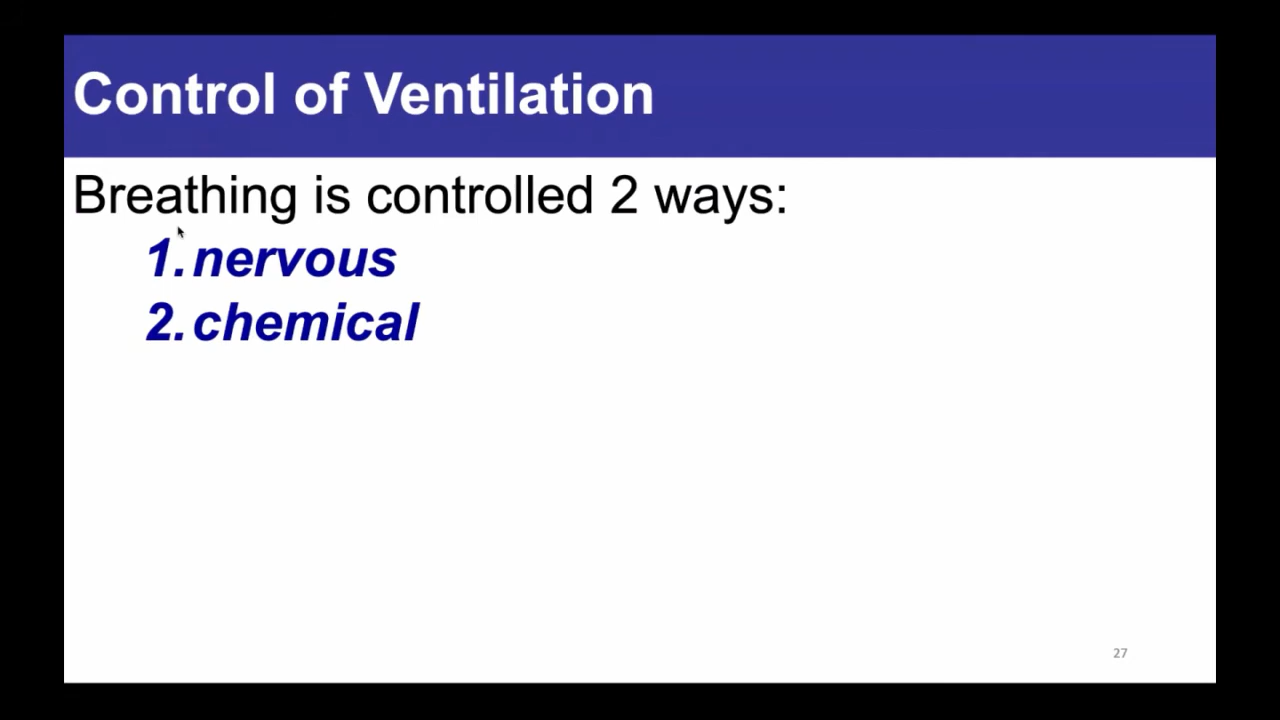 Control of Ventilation
Breathing is controlled 2 ways:
1. nervous
2. chemical
27